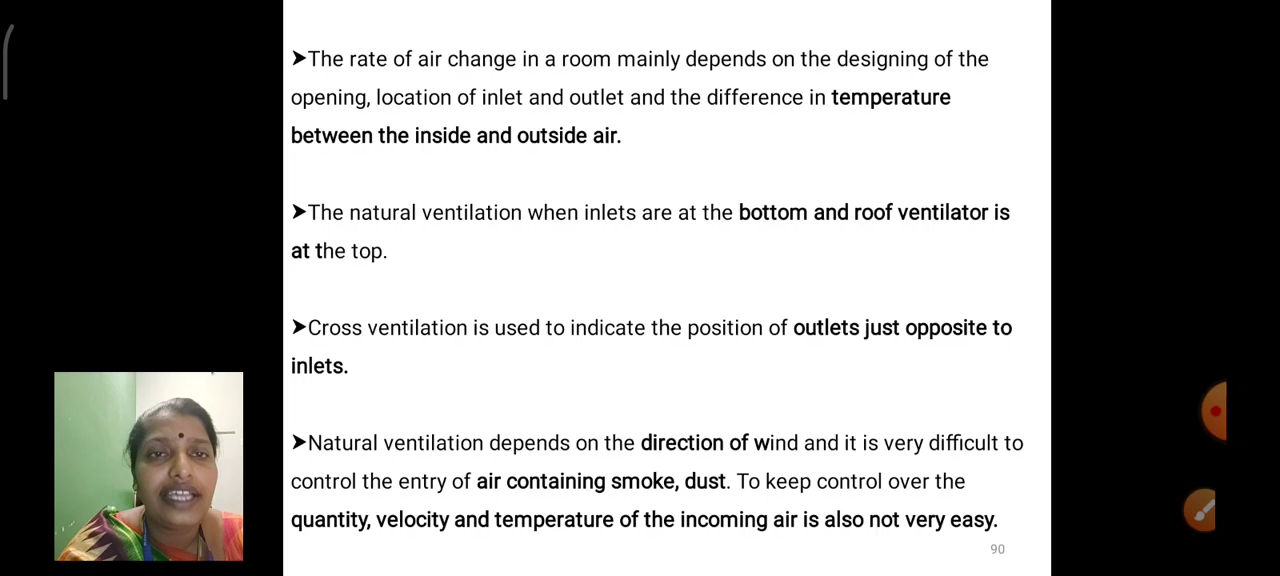 ➤The rate of air change in a room mainly depends on the designing of the
opening, location of inlet and outlet and the difference in temperature
between the inside and outside air.
➤The natural ventilation when inlets are at the bottom and roof ventilator is
at the top.
➤Cross ventilation is used to indicate the position of outlets just opposite to
inlets.
➤Natural ventilation depends on the direction of wind and it is very difficult to
control the entry of air containing smoke, dust. To keep control over the
quantity, velocity and temperature of the incoming air is also not very easy.
90